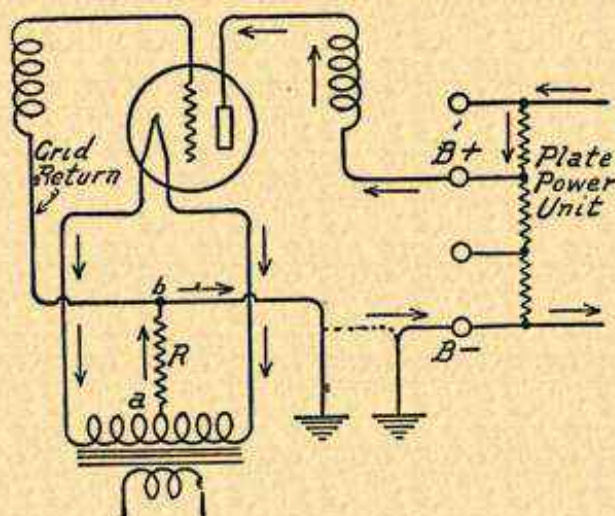 Grid
Return
B+
Plate
Power
Unit
b
R
a
B-